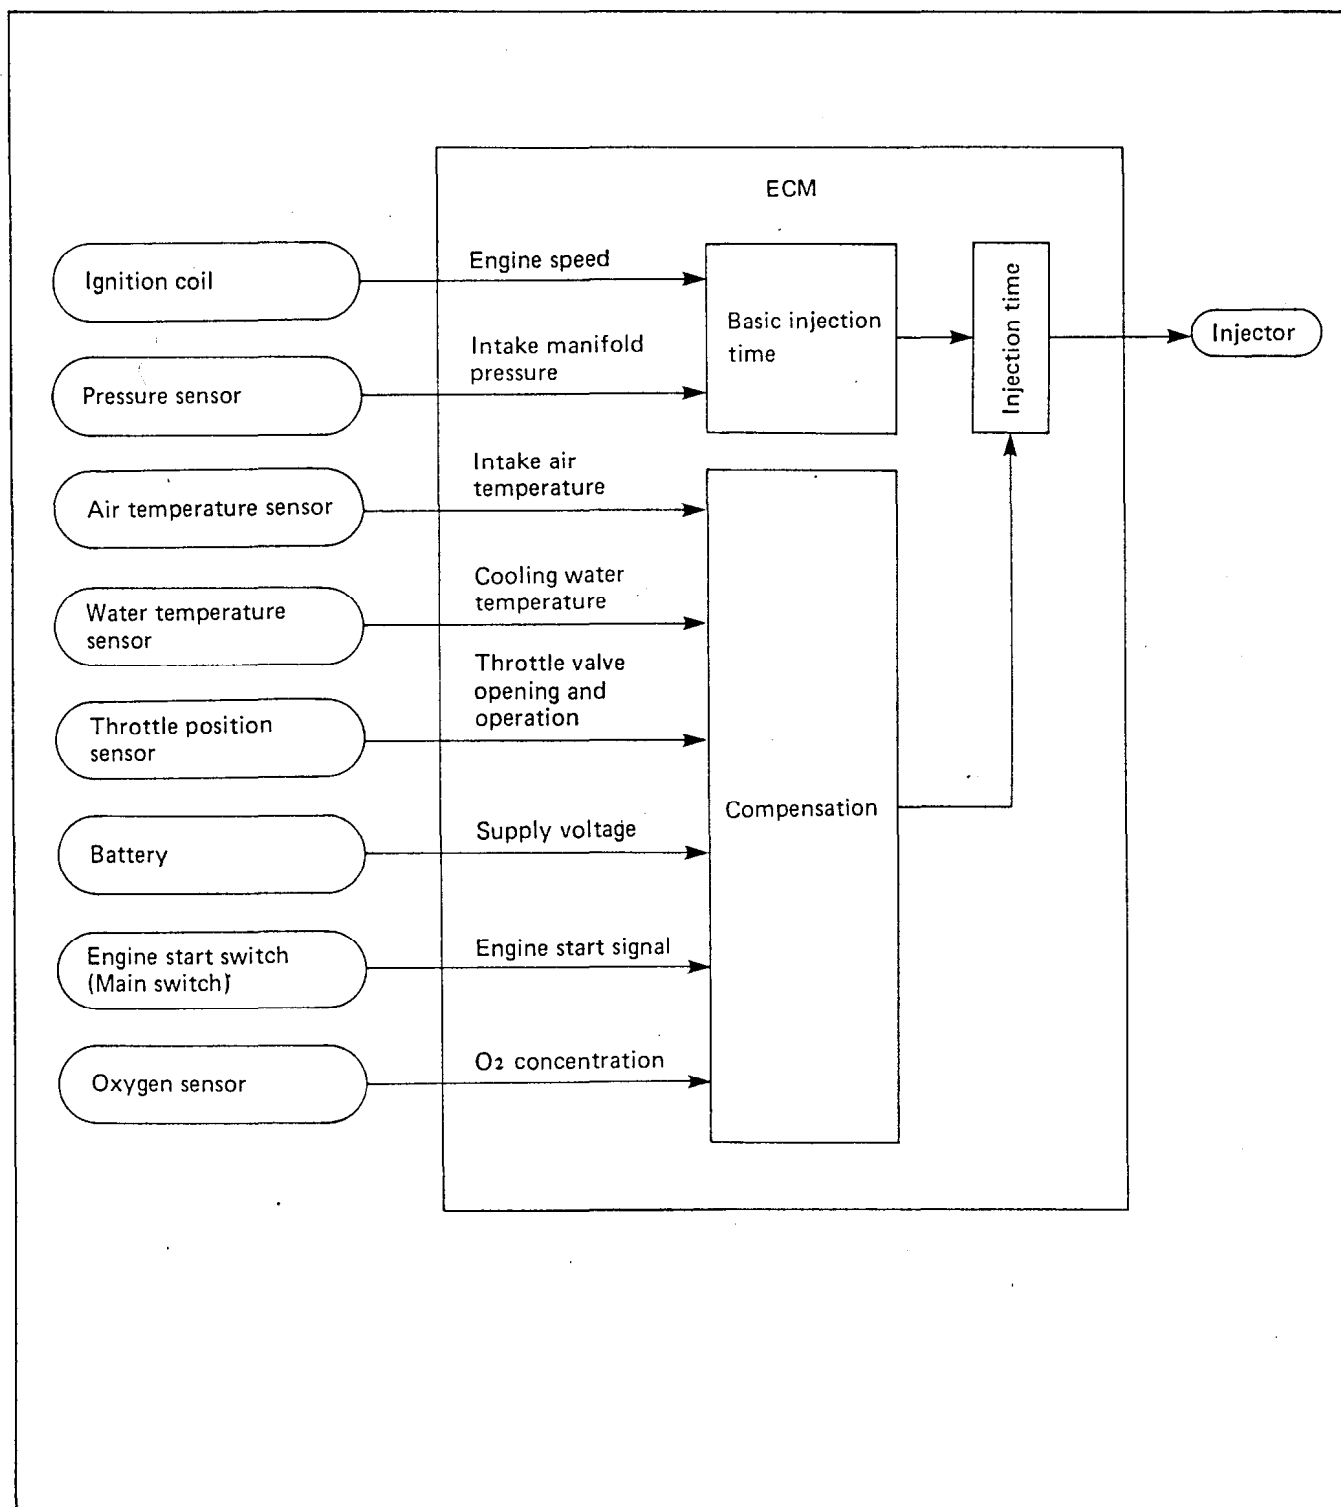 ECM
Ignition coil
Engine speed
Pressure sensor
Intake manifold
pressure
Basic injection
time
Injection time
Injector
Air temperature sensor
Intake air
temperature
Water temperature
sensor
Cooling water
temperature
Throttle position
sensor
Throttle valve
opening and
operation
Compensation
Battery
Supply voltage
Engine start switch
(Main switch)
Engine start signal
Oxygen sensor
O2 concentration